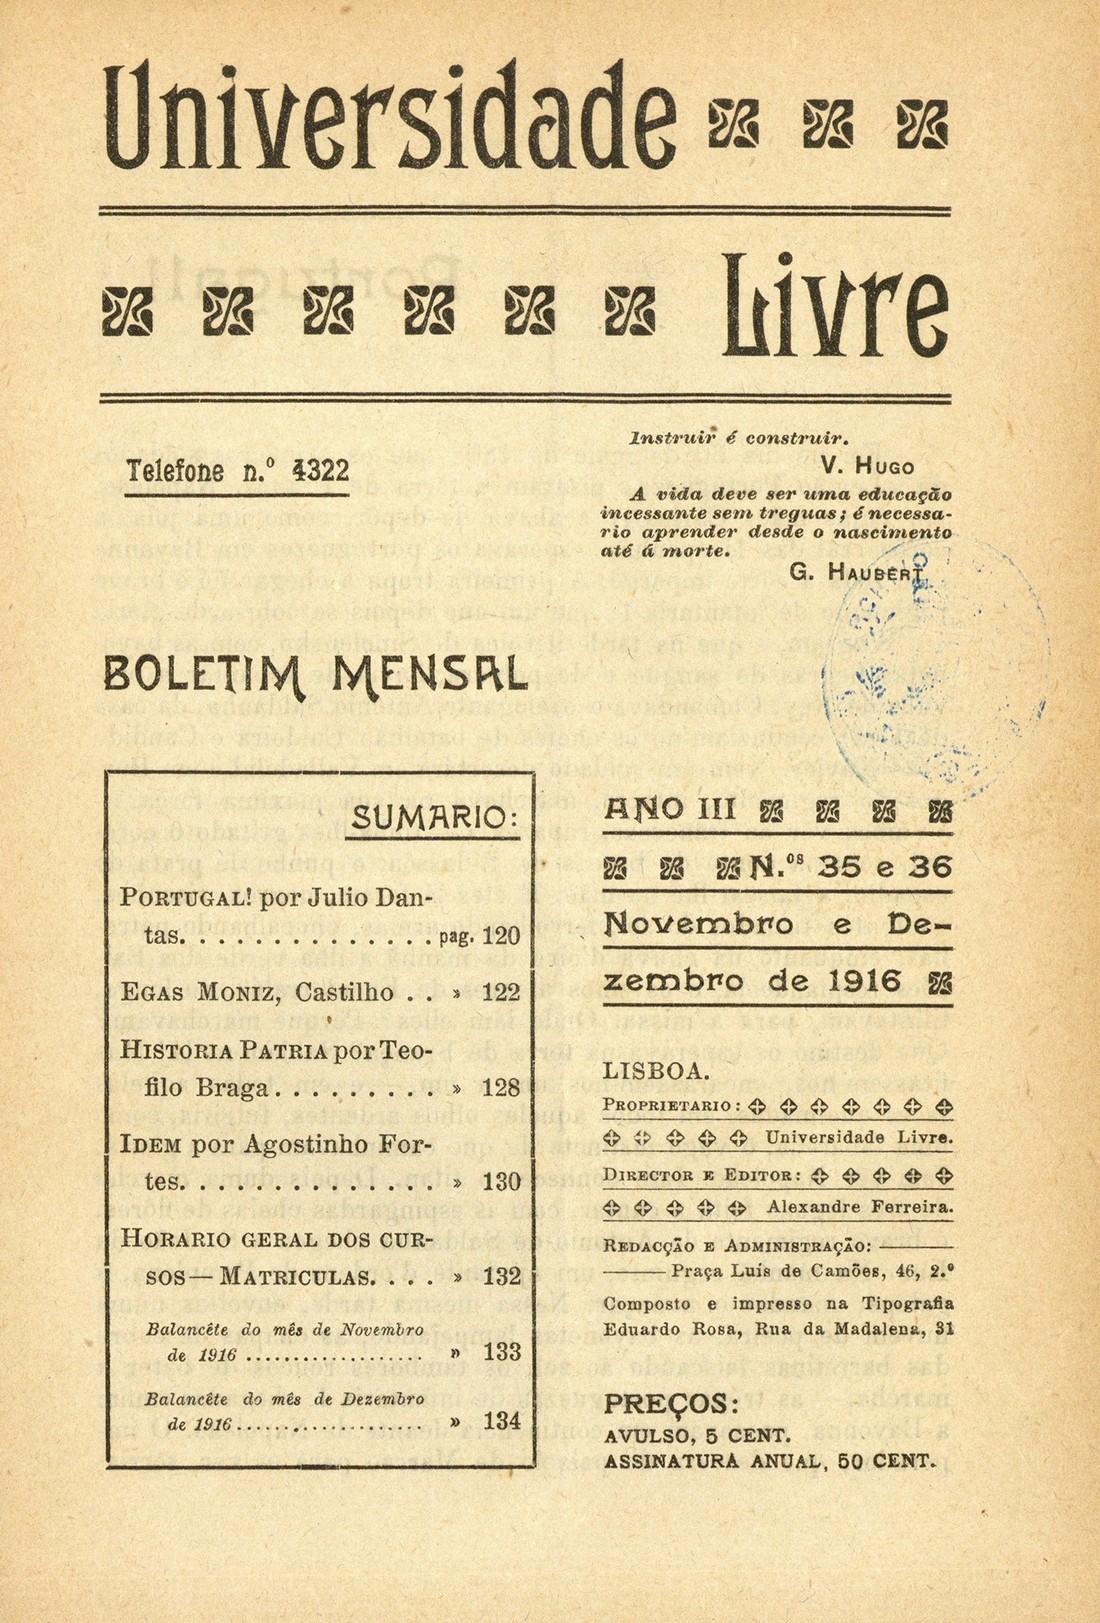 Universidade
Livre
Telefone n.º 4322
Instruir é construir.
V. HUGO
A vida deve ser uma educação
incessante sem treguas; é necessa-
rio aprender desde o nascimento
até á morte.
G. HAUBERT
BOLETIM MENSAL
SUMARIO:
PORTUGAL! por Julio Dan-
tas. . . . . . . . . . . . . . . pag. 120
EGAS MONIZ, Castilho . . » 122
HISTORIA PATRIA por Teo-
filo Braga. . . . . . . . . » 128
IDEM por Agostinho For-
tes. . . . . . . . . . . . . . » 130
HORARIO GERAL DOS CUR-
SOS — MATRICULAS. . . . » 132
Balancête do mês de Novembro
de 1916 ................... » 133
Balancête do mês de Dezembro
de 1916..................... » 134
ANO III
N.os 35 e 36
Novembro e De-
zembro de 1916
LISBOA.
PROPRIETARIO:
Universidade Livre.
DIRECTOR E EDITOR:
Alexandre Ferreira.
REDACÇÃO E ADMINISTRAÇÃO: ———
——— Praça Luís de Camões, 46, 2.º
Composto e impresso na Tipografia
Eduardo Rosa, Rua da Madalena, 31
PREÇOS:
AVULSO, 5 CENT.
ASSINATURA ANUAL, 50 CENT.